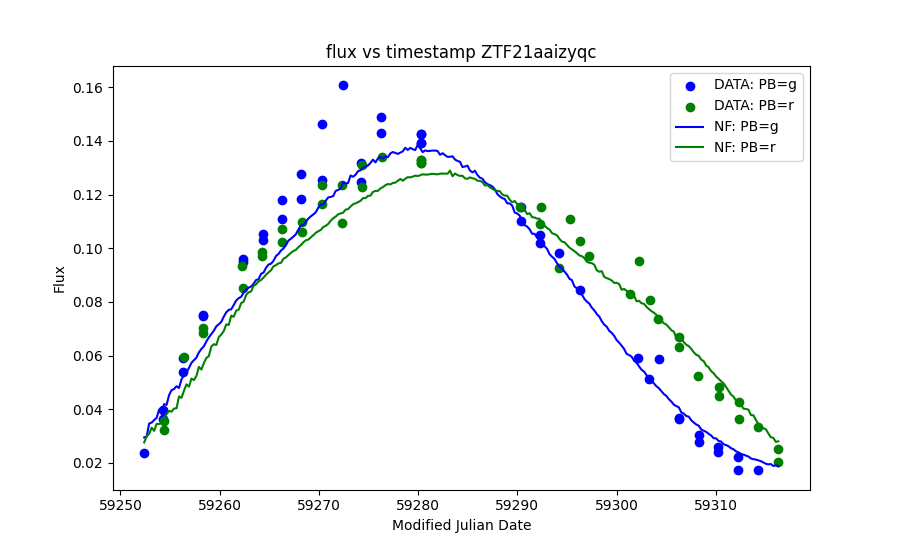 flux vs timestamp ZTF21aaizyqc
DATA: PB=g
DATA: PB=r
NF: PB=g
NF: PB=r
Flux
0.16
0.14
0.12
0.10
0.08
0.06
0.04
0.02
59250 59260 59270 59280 59290 59300 59310
Modified Julian Date